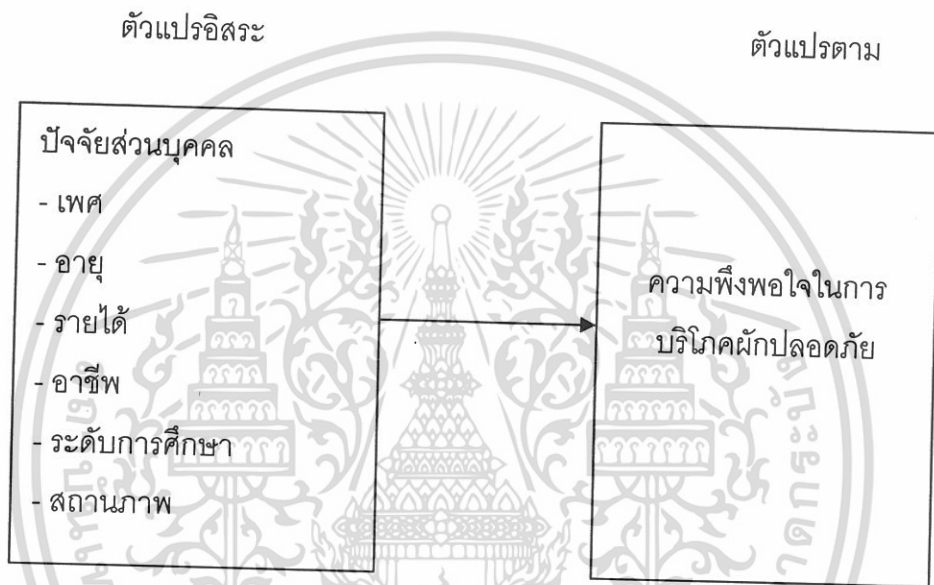 ตัวแปรอิสระ
ตัวแปรตาม
ปัจจัยส่วนบุคคล
- เพศ
- อายุ
- รายได้
- อาชีพ
- ระดับการศึกษา
- สถานภาพ
ความพึงพอใจในการ
บริโภคผักปลอดภัย